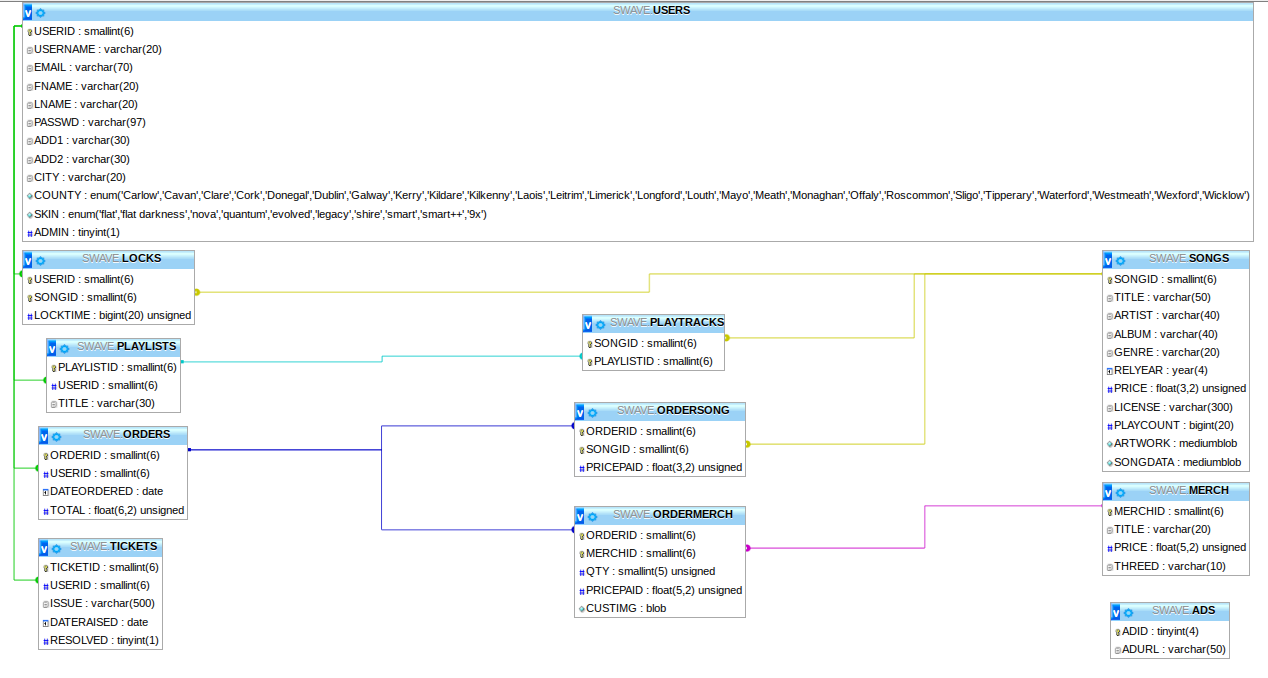 SWAVE.USERS
USERID : smallint(6)
USERNAME : varchar(20)
EMAIL : varchar(70)
FNAME : varchar(20)
LNAME : varchar(20)
PASSWD : varchar(97)
ADD1 : varchar(30)
ADD2 : varchar(30)
CITY : varchar(20)
COUNTY : enum('Carlow','Cavan','Clare','Cork','Donegal','Dublin','Galway','Kerry','Kildare','Kilkenny','Laois','Leitrim','Limerick','Longford','Louth','Mayo','Meath','Monaghan','Offaly','Roscommon','Sligo','Tipperary','Waterford','Westmeath','Wexford','Wicklow')
SKIN : enum('flat','flat darkness','nova','quantum','evolved','legacy','shire','smart','smart++','9x')
ADMIN : tinyint(1)
SWAVE.LOCKS
USERID : smallint(6)
SONGID : smallint(6)
LOCKTIME : bigint(20) unsigned
SWAVE.PLAYLISTS
PLAYLISTID : smallint(6)
USERID : smallint(6)
TITLE : varchar(30)
SWAVE.ORDERS
ORDERID : smallint(6)
USERID : smallint(6)
DATEORDERED : date
TOTAL : float(6,2) unsigned
SWAVE.TICKETS
TICKETID : smallint(6)
USERID : smallint(6)
ISSUE : varchar(500)
DATERAISED : date
RESOLVED : tinyint(1)
SWAVE.PLAYTRACKS
SONGID : smallint(6)
PLAYLISTID : smallint(6)
SWAVE.ORDERSONG
ORDERID : smallint(6)
SONGID : smallint(6)
PRICEPAID : float(3,2) unsigned
SWAVE.ORDERMERCH
ORDERID : smallint(6)
MERCHID : smallint(6)
QTY : smallint(5) unsigned
PRICEPAID : float(5,2) unsigned
CUSTIMG : blob
SWAVE.SONGS
SONGID : smallint(6)
TITLE : varchar(50)
ARTIST : varchar(40)
ALBUM : varchar(40)
GENRE : varchar(20)
RELYEAR : year(4)
PRICE : float(3,2) unsigned
LICENSE : varchar(300)
PLAYCOUNT : bigint(20)
ARTWORK : mediumblob
SONGDATA : mediumblob
SWAVE.MERCH
MERCHID : smallint(6)
TITLE : varchar(20)
PRICE : float(5,2) unsigned
THREED : varchar(10)
SWAVE.ADS
ADID : tinyint(4)
ADURL : varchar(50)